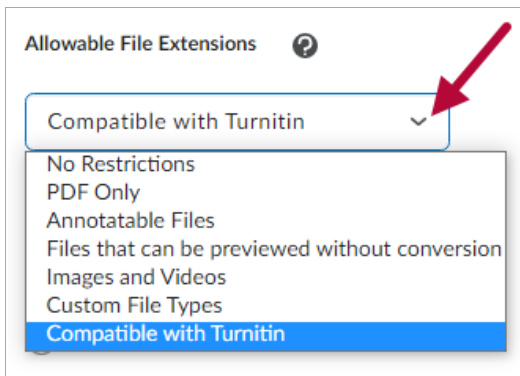 Allowable File Extensions
Compatible with Turnitin
No Restrictions
PDF Only
Annotatable Files
Files that can be previewed without conversion
Images and Videos
Custom File Types
Compatible with Turnitin